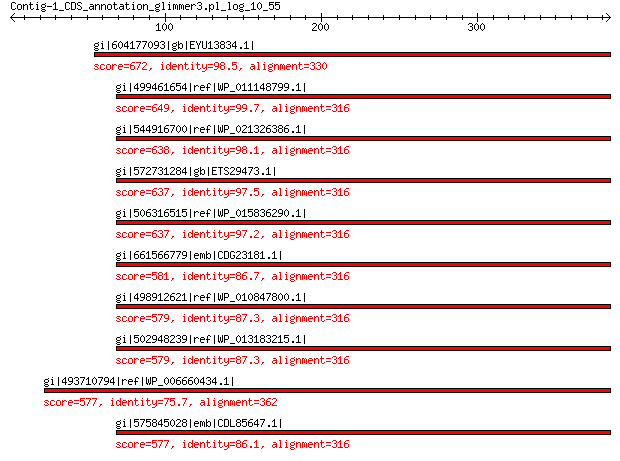 Contig-1_CDS_annotation_glimmer3.pl_log_10_55
100 200 300
gi|604177093|gb|EYU13834.1|
score=672, identity=98.5, alignment=330
gi|499461654|ref|WP_011148799.1|
score=649, identity=99.7, alignment=316
gi|544916700|ref|WP_021326386.1|
score=638, identity=98.1, alignment=316
gi|572731284|gb|ETS29473.1|
score=637, identity=97.5, alignment=316
gi|506316515|ref|WP_015836290.1|
score=637, identity=97.2, alignment=316
gi|661566779|emb|CDG23181.1|
score=581, identity=86.7, alignment=316
gi|498912621|ref|WP_010847800.1|
score=579, identity=87.3, alignment=316
gi|502948239|ref|WP_013183215.1|
score=579, identity=87.3, alignment=316
gi|493710794|ref|WP_006660434.1|
score=577, identity=75.7, alignment=362
gi|575845028|emb|CDL85647.1|
score=577, identity=86.1, alignment=316